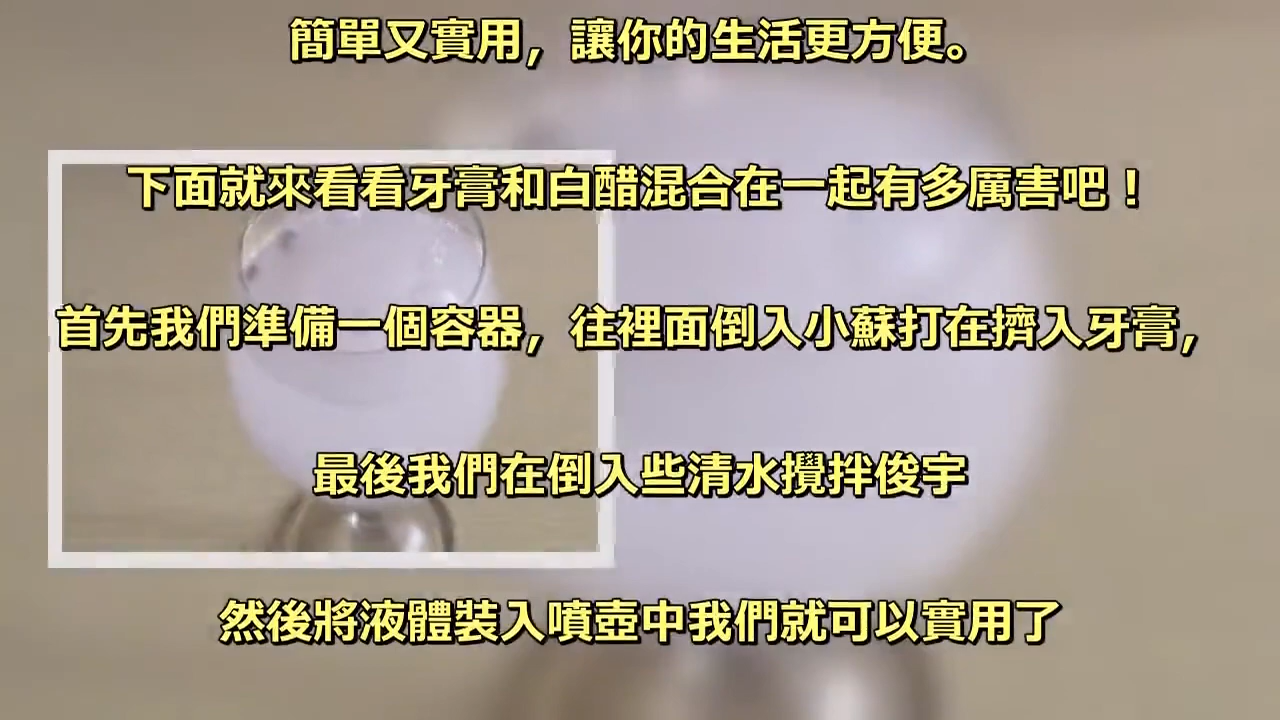 簡單又實用，讓你的生活更方便。
下面就來看看牙膏和白醋混合在一起有多厲害吧！
首先我們準備一個容器，往裡面倒入小蘇打在擠入牙膏，
最後我們在倒入些清水攪拌俊宇
然後將液體裝入噴壺中我們就可以實用了